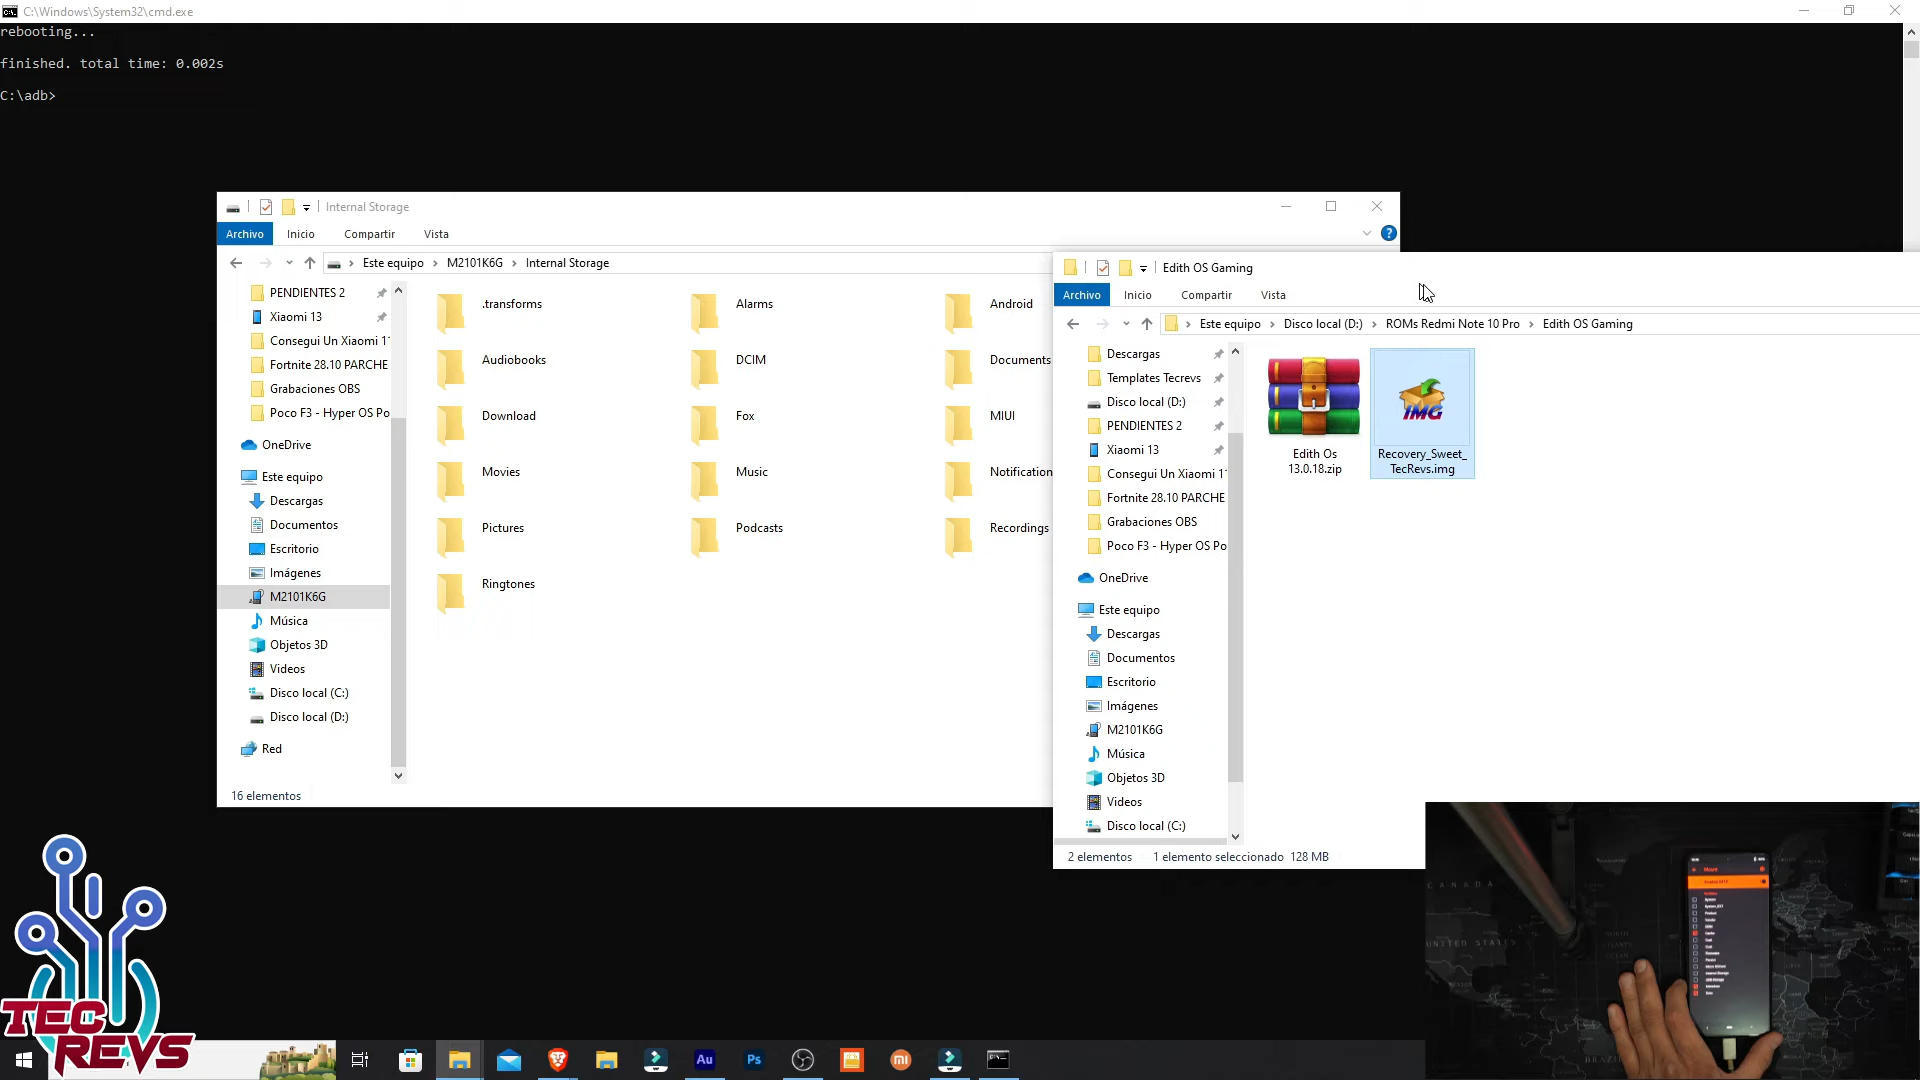 C:\Windows\System32\cmd.exe
rebooting...
finished. total time: 0.002s
C:\adb>
Internal Storage
Archivo Inicio Compartir Vista
Este equipo > M2101K6G > Internal Storage
PENDIENTES 2
Xiaomi 13
Consegui Un Xiaomi 1
Fortnite 28.10 PARCHE
Grabaciones OBS
Poco F3 - Hyper OS Po
OneDrive
Este equipo
Descargas
Documentos
Escritorio
Imágenes
M2101K6G
Música
Objetos 3D
Videos
Disco local (C:)
Disco local (D:)
Red
16 elementos
.transforms
Alarms
Android
Audiobooks
DCIM
Documents
Download
Fox
MIUI
Movies
Music
Notification
Pictures
Podcasts
Recordings
Ringtones
Edith OS Gaming
Archivo Inicio Compartir Vista
Este equipo > Disco local (D:) > ROMs Redmi Note 10 Pro > Edith OS Gaming
Descargas
Templates Tecrevs
Disco local (D:)
PENDIENTES 2
Xiaomi 13
Consegui Un Xiaomi 1
Fortnite 28.10 PARCHE
Grabaciones OBS
Poco F3 - Hyper OS Po
OneDrive
Este equipo
Descargas
Documentos
Escritorio
Imágenes
M2101K6G
Música
Objetos 3D
Videos
Disco local (C:)
IMG
Edith Os
13.0.18.zip
Recovery_Sweet_
TecRevs.img
2 elementos 1 elemento seleccionado 128 MB
CANADA
UNITED STATES
TEC
REVS
Au
Ps